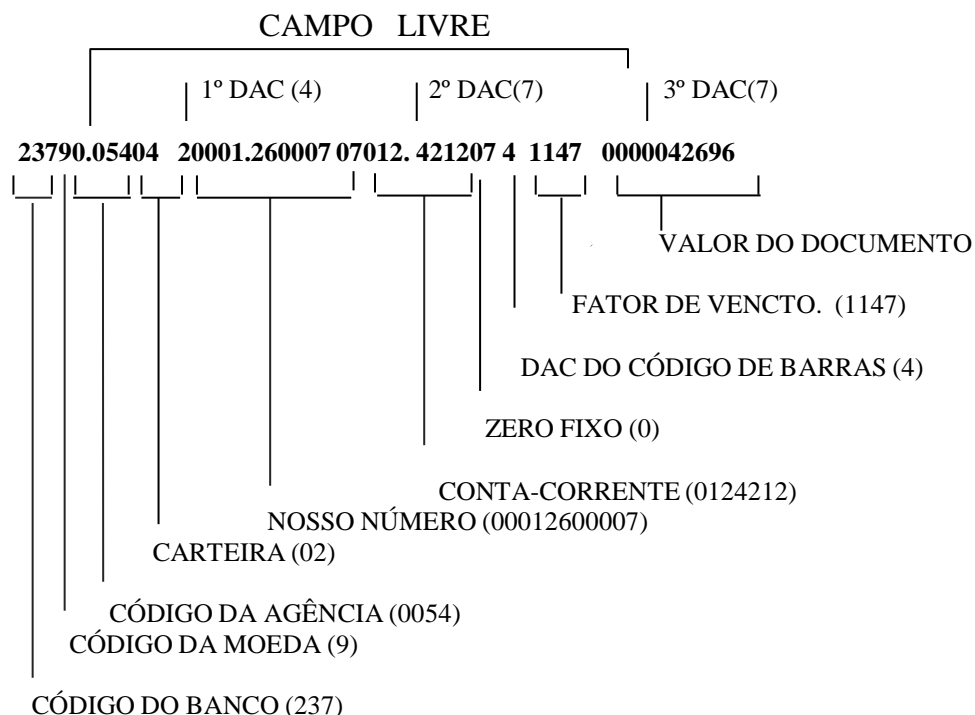 CAMPO LIVRE
1º DAC (4) 2º DAC(7) 3º DAC(7)
23790.05404 20001.260007 07012. 421207 4 1147 0000042696
VALOR DO DOCUMENTO
FATOR DE VENCTO. (1147)
DAC DO CÓDIGO DE BARRAS (4)
ZERO FIXO (0)
CONTA-CORRENTE (0124212)
NOSSO NÚMERO (00012600007)
CARTEIRA (02)
CÓDIGO DA AGÊNCIA (0054)
CÓDIGO DA MOEDA (9)
CÓDIGO DO BANCO (237)